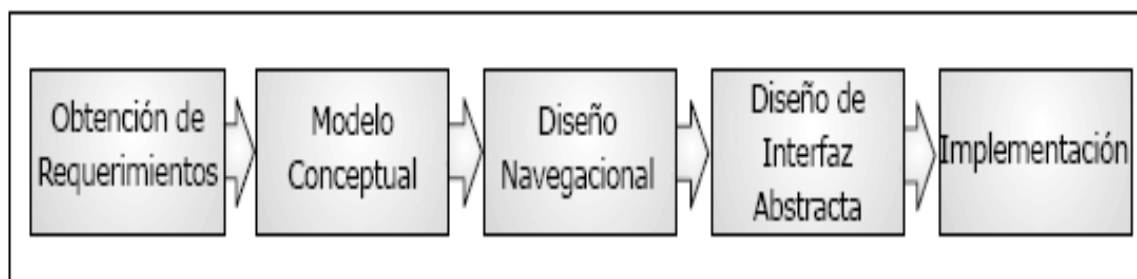 Obtención de
Requerimientos
Modelo
Conceptual
Diseño
Navegacional
Diseño de
Interfaz
Abstracta
Implementación